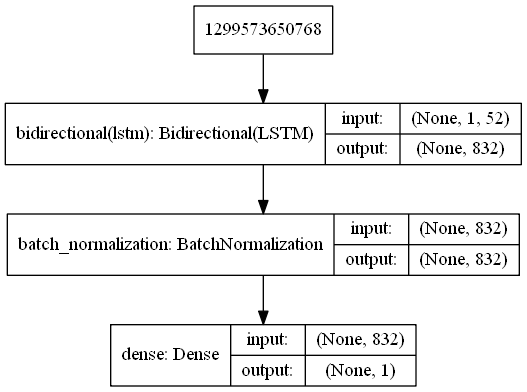 1299573650768
bidirectional(lstm): Bidirectional(LSTM)
input: (None, 1, 52)
output: (None, 832)
batch_normalization: BatchNormalization
input: (None, 832)
output: (None, 832)
dense: Dense
input: (None, 832)
output: (None, 1)